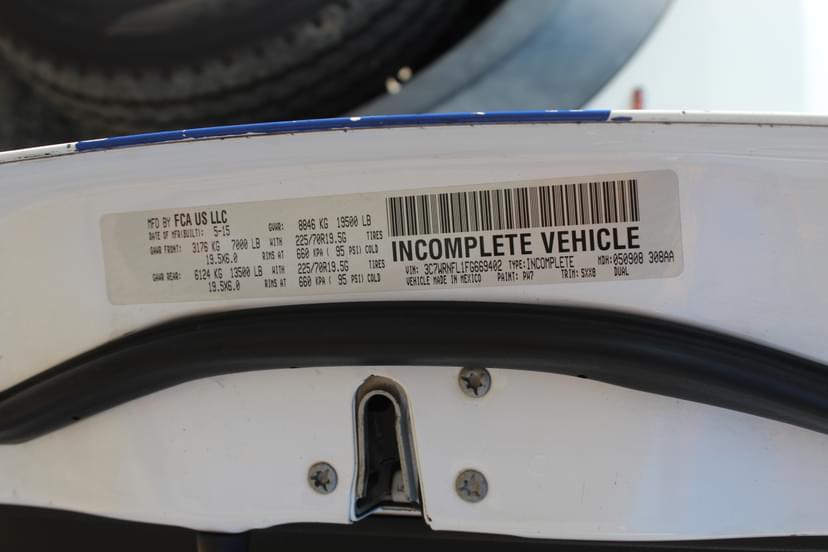 MFD BY FCA US LLC
DATE OF MFR(BUILT): 5-15 GVWR: 8846 KG 19500 LB
GAWR FRONT: 3176 KG 7000 LB WITH 225/70R19.5G TIRES
19.5X6.0 RIMS AT 660 KPA ( 95 PSI) COLD
GAWR REAR: 6124 KG 13500 LB WITH 225/70R19.5G TIRES
19.5X6.0 RIMS AT 660 KPA ( 95 PSI) COLD
INCOMPLETE VEHICLE
VIN: 3C7WRNFL1FG669402 TYPE:INCOMPLETE MDH:050908 308AA
VEHICLE MADE IN MEXICO PAINT: PW7 TRIM:SXX8 DUAL